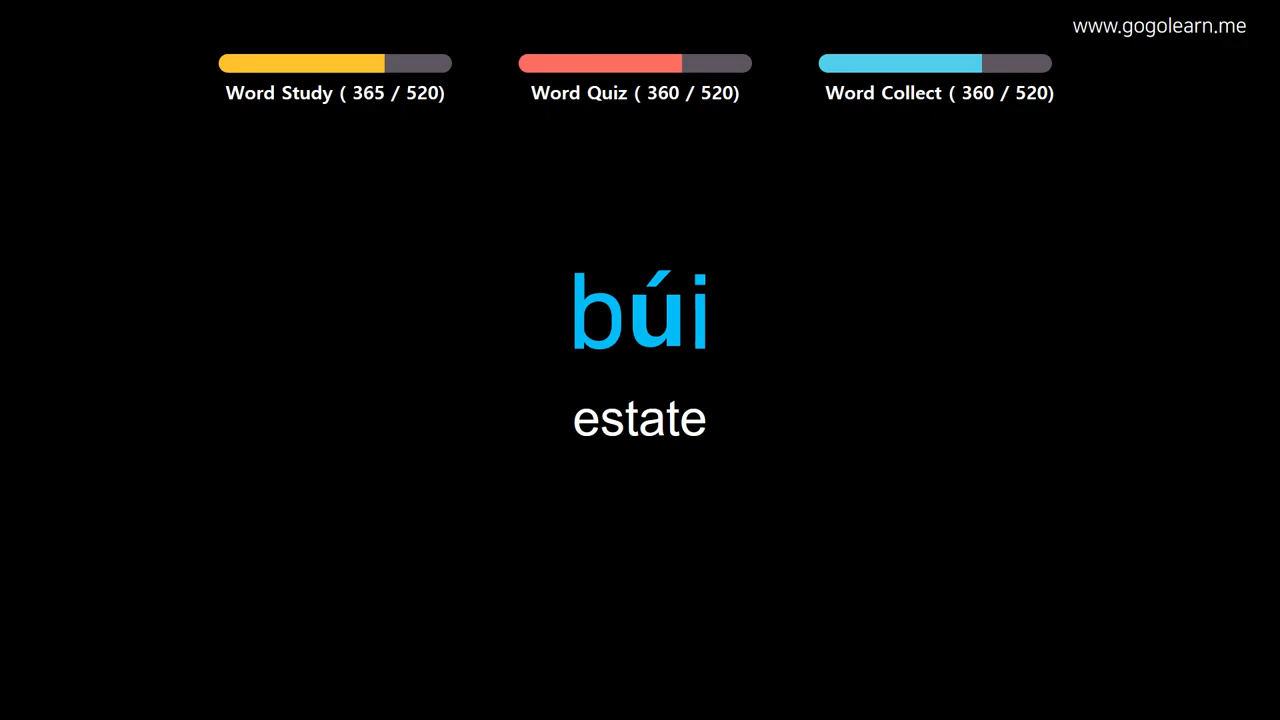 www.gogolearn.me
Word Study ( 365 / 520)
Word Quiz ( 360 / 520)
Word Collect ( 360 / 520)
búi
estate